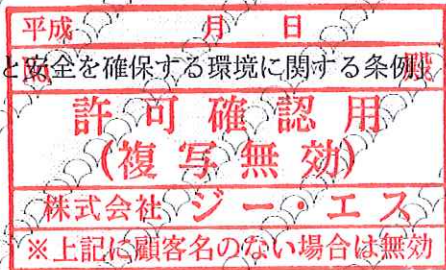 平成 月 日
と安全を確保する環境に関する条例
殿
許可確認用
(複写無効)
株式会社 ジー・エス
※上記に顧客名のない場合は無効